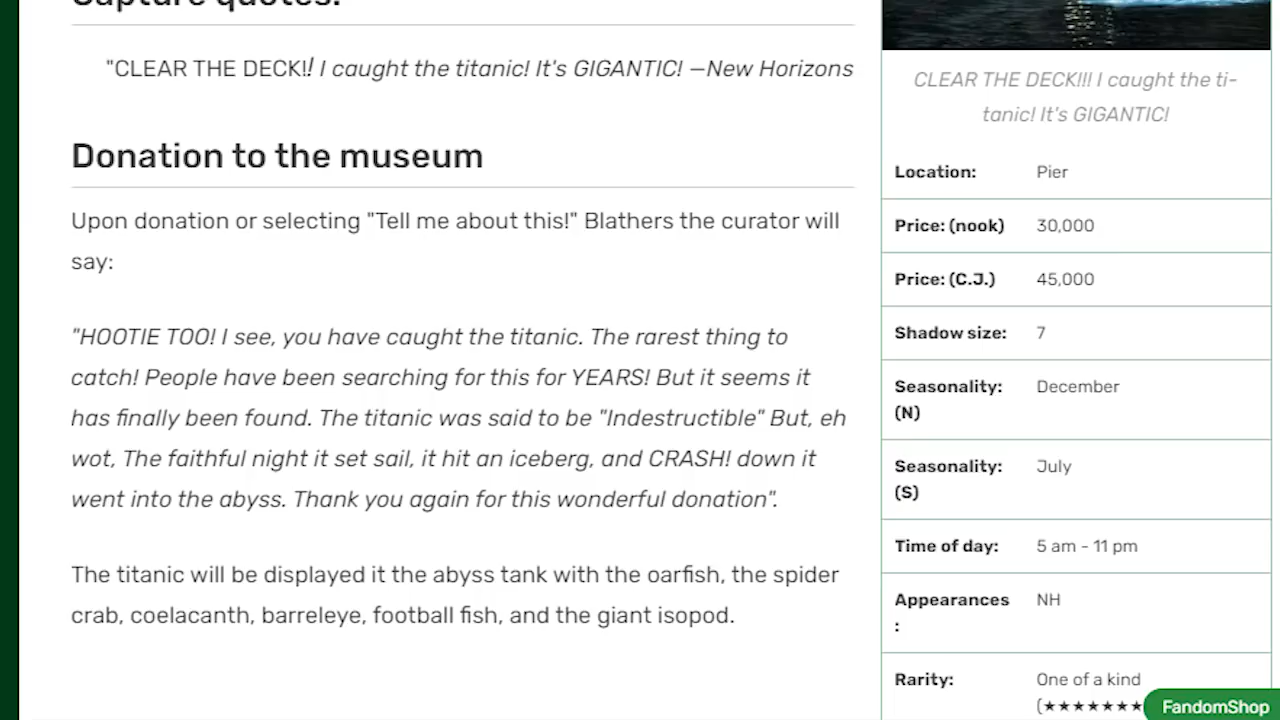 Capture quotes:
"CLEAR THE DECK!! I caught the titanic! It's GIGANTIC! —New Horizons
Donation to the museum
Upon donation or selecting "Tell me about this!" Blathers the curator will
say:
"HOOTIE TOO! I see, you have caught the titanic. The rarest thing to
catch! People have been searching for this for YEARS! But it seems it
has finally been found. The titanic was said to be "Indestructible" But, eh
wot, The faithful night it set sail, it hit an iceberg, and CRASH! down it
went into the abyss. Thank you again for this wonderful donation".
The titanic will be displayed it the abyss tank with the oarfish, the spider
crab, coelacanth, barreleye, football fish, and the giant isopod.
CLEAR THE DECK!!! I caught the ti-
tanic! It's GIGANTIC!
Location: Pier
Price: (nook) 30,000
Price: (C.J.) 45,000
Shadow size: 7
Seasonality: December
(N)
Seasonality: July
(S)
Time of day: 5 am - 11 pm
Appearances NH
:
Rarity: One of a kind
(★★★★★★★
FandomShop